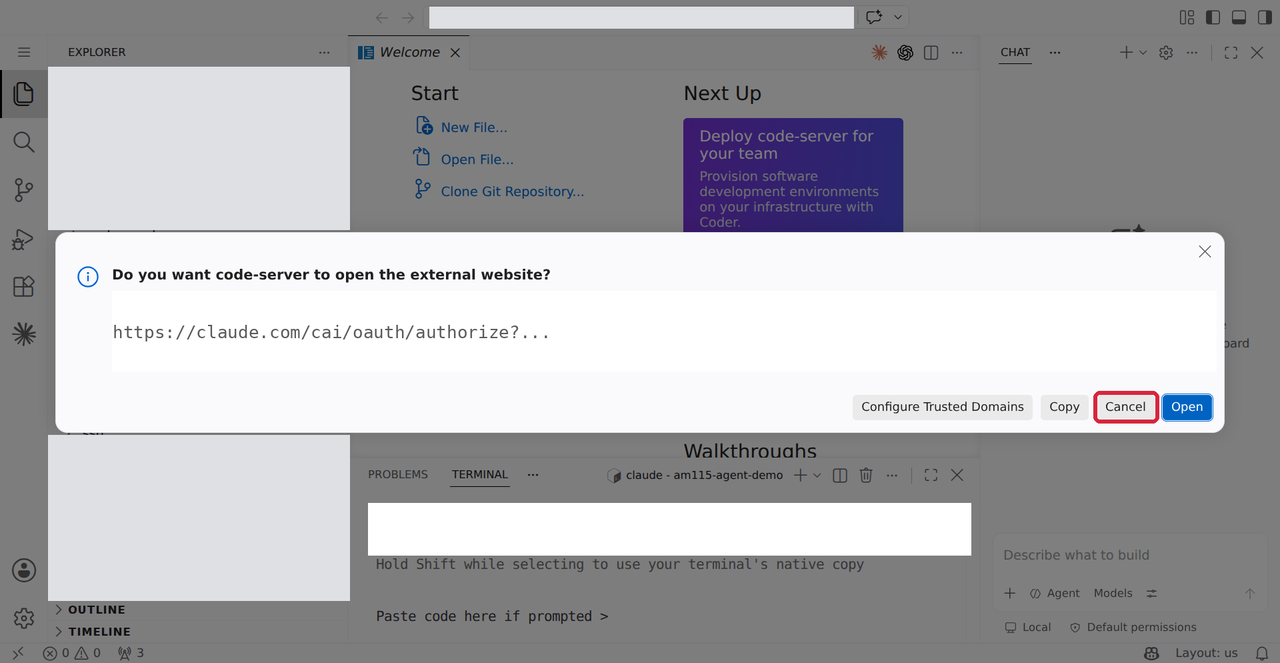 EXPLORER
Welcome
CHAT
Start
New File...
Open File...
Clone Git Repository...
Next Up
Deploy code-server for
your team
Provision software
development environments
on your infrastructure with
Coder.
Do you want code-server to open the external website?
https://claude.com/cai/oauth/authorize?...
Configure Trusted Domains
Copy
Cancel
Open
Walkthroughs
PROBLEMS
TERMINAL
claude - am115-agent-demo
Hold Shift while selecting to use your terminal's native copy
Paste code here if prompted >
OUTLINE
TIMELINE
Describe what to build
Agent
Models
Local
Default permissions
0
0
3
Layout: us